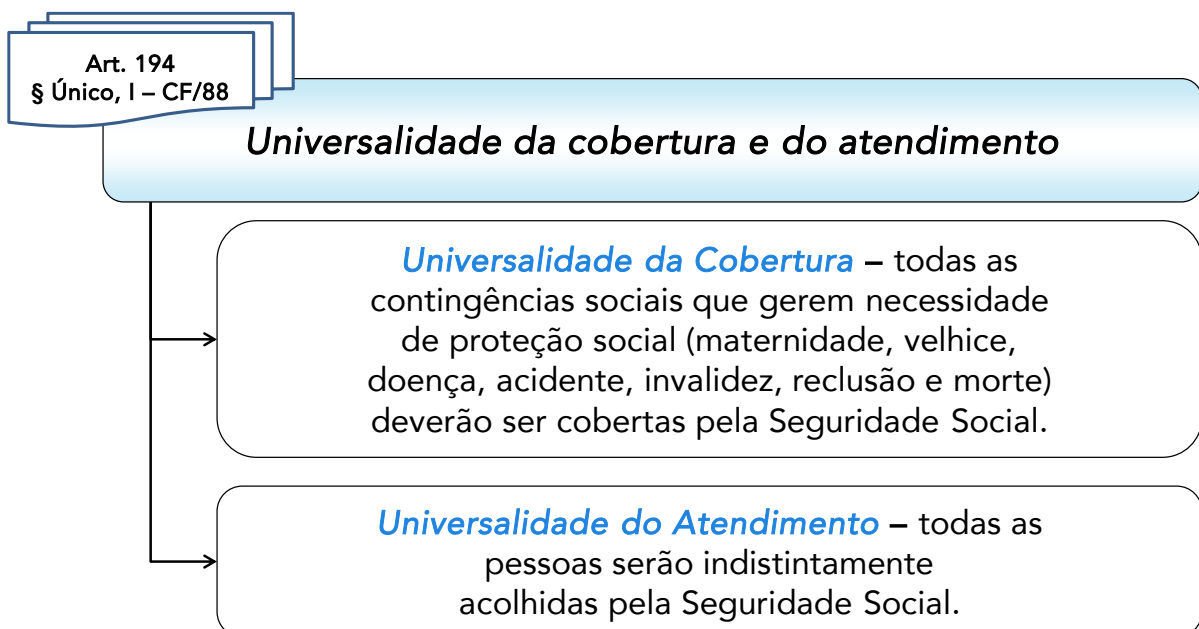 Art. 194
§ Único, I – CF/88
Universalidade da cobertura e do atendimento
Universalidade da Cobertura – todas as
contingências sociais que gerem necessidade
de proteção social (maternidade, velhice,
doença, acidente, invalidez, reclusão e morte)
deverão ser cobertas pela Seguridade Social.
Universalidade do Atendimento – todas as
pessoas serão indistintamente
acolhidas pela Seguridade Social.